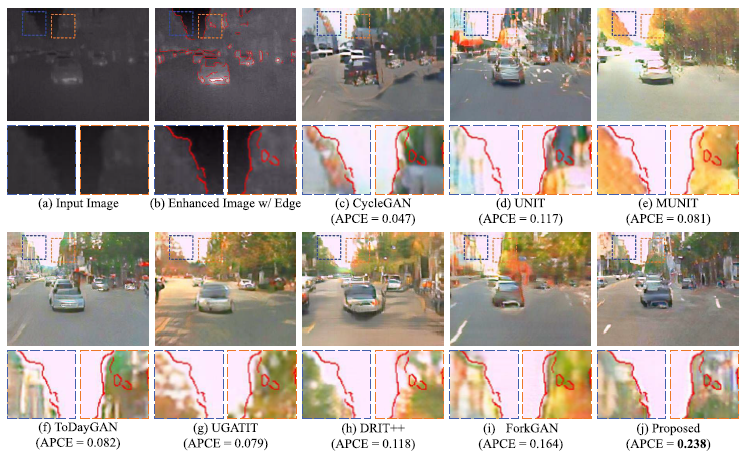 (a) Input Image
(b) Enhanced Image w/ Edge
(c) CycleGAN
(APCE = 0.047)
(d) UNIT
(APCE = 0.117)
(e) MUNIT
(APCE = 0.081)
(f) ToDayGAN
(APCE = 0.082)
(g) UGATIT
(APCE = 0.079)
(h) DRIT++
(APCE = 0.118)
(i) ForkGAN
(APCE = 0.164)
(j) Proposed
(APCE = 0.238)